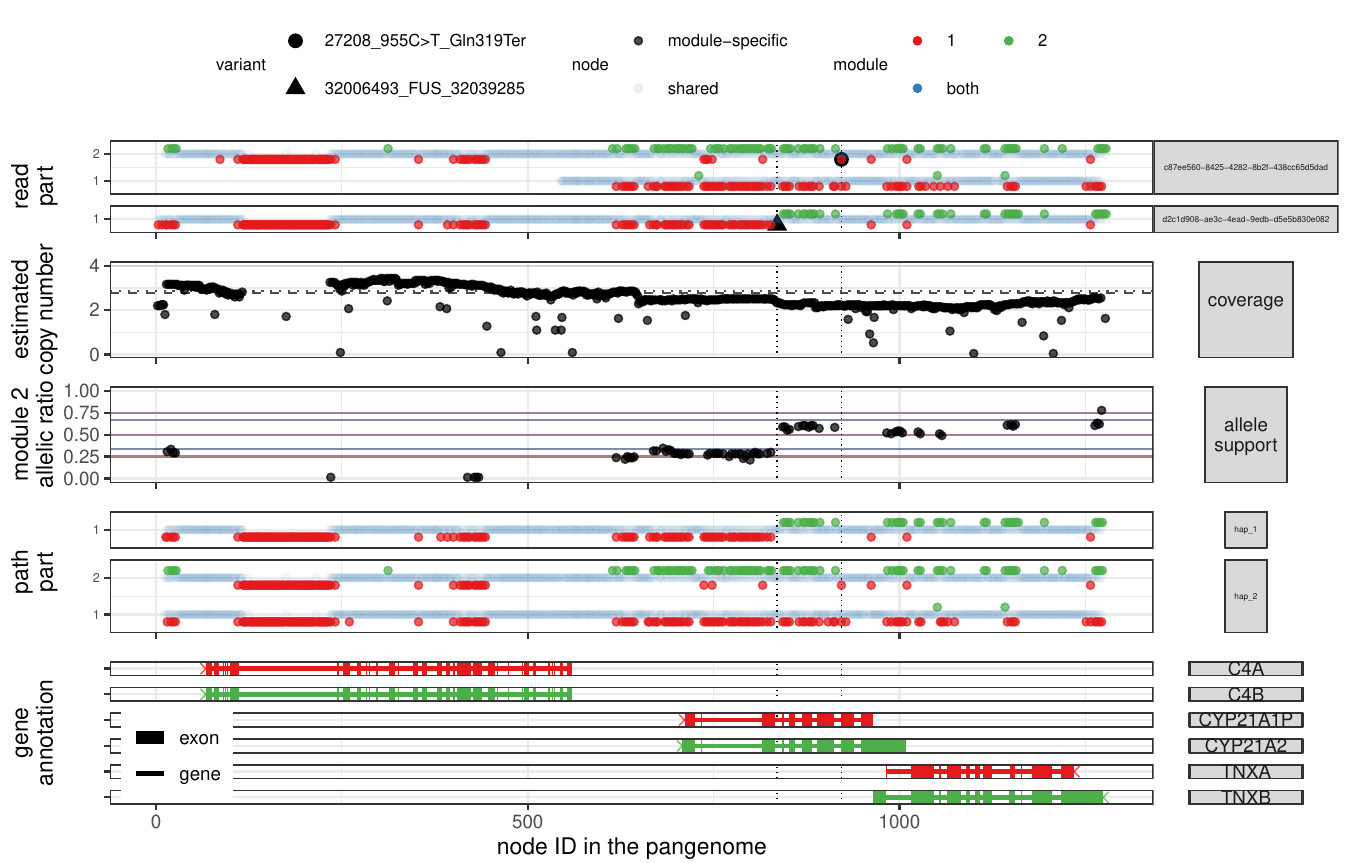 27208_955C>T_Gln319Ter
module−specific
1
2
variant
node
module
32006493_FUS_32039285
shared
both
read
part
2
1
c87ee560−8425−4282−8b2f−438cc65d5dad
1
d2c1d908−ae3c−4ead−9edb−d5e5b830e082
estimated
copy number
4
2
0
coverage
module 2
allelic ratio
1.00
0.75
0.50
0.25
0.00
allele
support
path
part
1
hap_1
2
1
hap_2
gene
annotation
C4A
C4B
CYP21A1P
exon
CYP21A2
gene
TNXA
TNXB
0
500
1000
node ID in the pangenome